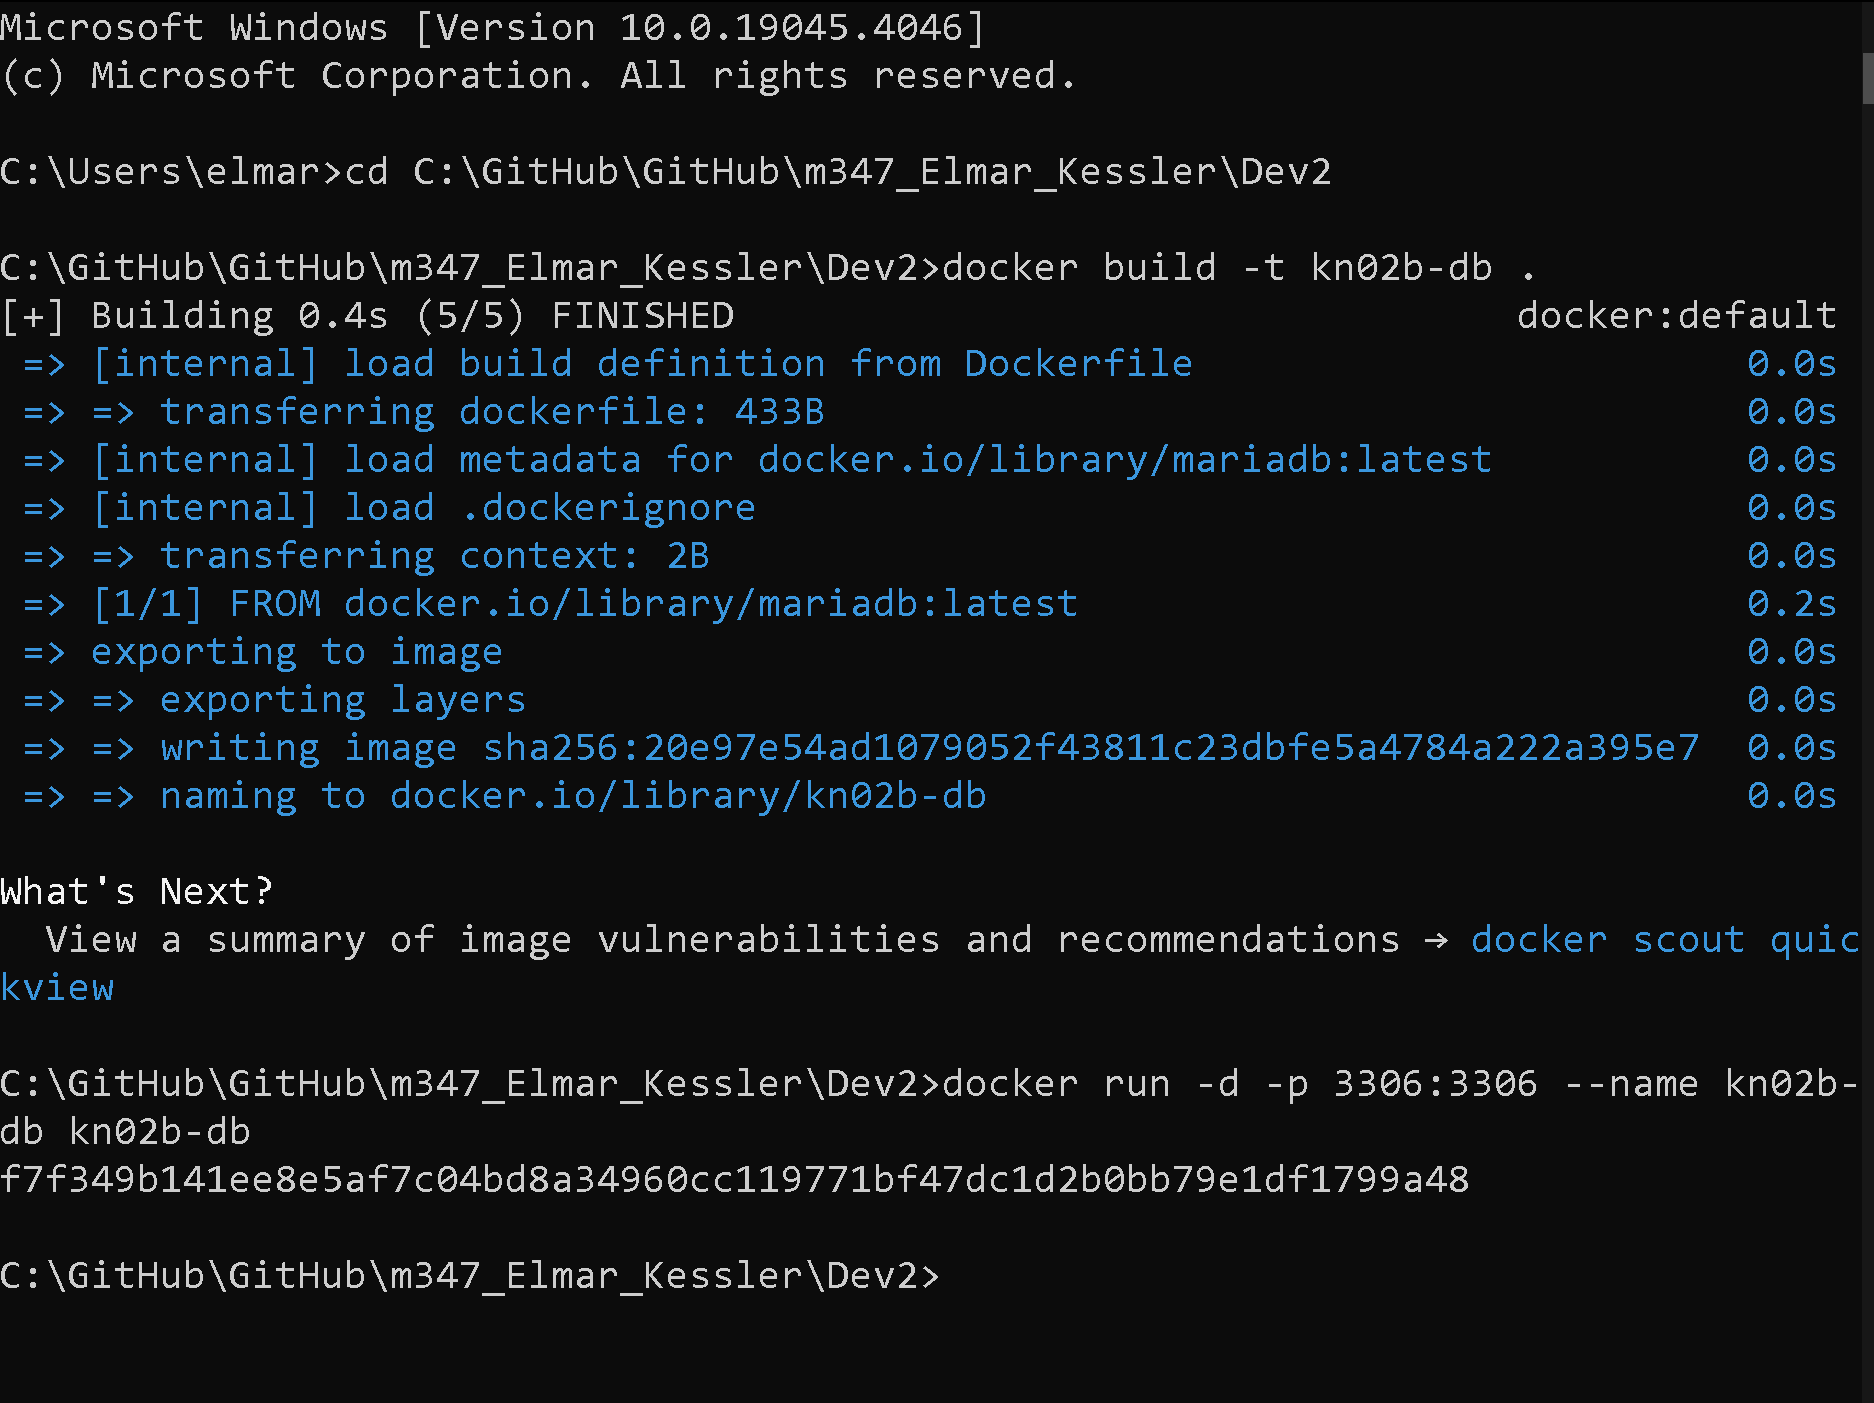 Microsoft Windows [Version 10.0.19045.4046]
(c) Microsoft Corporation. All rights reserved.
C:\Users\elmar>cd C:\GitHub\GitHub\m347_Elmar_Kessler\Dev2
C:\GitHub\GitHub\m347_Elmar_Kessler\Dev2>docker build -t kn02b-db .
[+] Building 0.4s (5/5) FINISHED docker:default
=> [internal] load build definition from Dockerfile 0.0s
=> => transferring dockerfile: 433B 0.0s
=> [internal] load metadata for docker.io/library/mariadb:latest 0.0s
=> [internal] load .dockerignore 0.0s
=> => transferring context: 2B 0.0s
=> [1/1] FROM docker.io/library/mariadb:latest 0.2s
=> exporting to image 0.0s
=> => exporting layers 0.0s
=> => writing image sha256:20e97e54ad1079052f43811c23dbfe5a4784a222a395e7 0.0s
=> => naming to docker.io/library/kn02b-db 0.0s
What's Next?
View a summary of image vulnerabilities and recommendations → docker scout quic
kview
C:\GitHub\GitHub\m347_Elmar_Kessler\Dev2>docker run -d -p 3306:3306 --name kn02b-
db kn02b-db
f7f349b141ee8e5af7c04bd8a34960cc119771bf47dc1d2b0bb79e1df1799a48
C:\GitHub\GitHub\m347_Elmar_Kessler\Dev2>